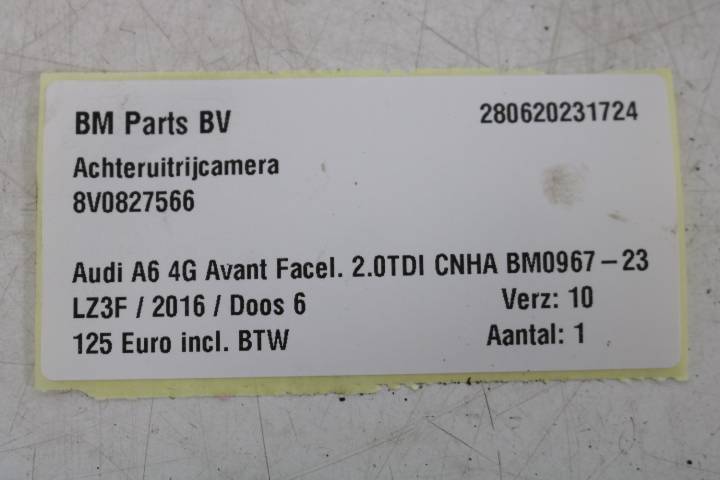 BM Parts BV 280620231724
Achteruitrijcamera
8V0827566
Audi A6 4G Avant Facel. 2.0TDI CNHA BM0967-23
LZ3F / 2016 / Doos 6 Verz: 10
125 Euro incl. BTW Aantal: 1